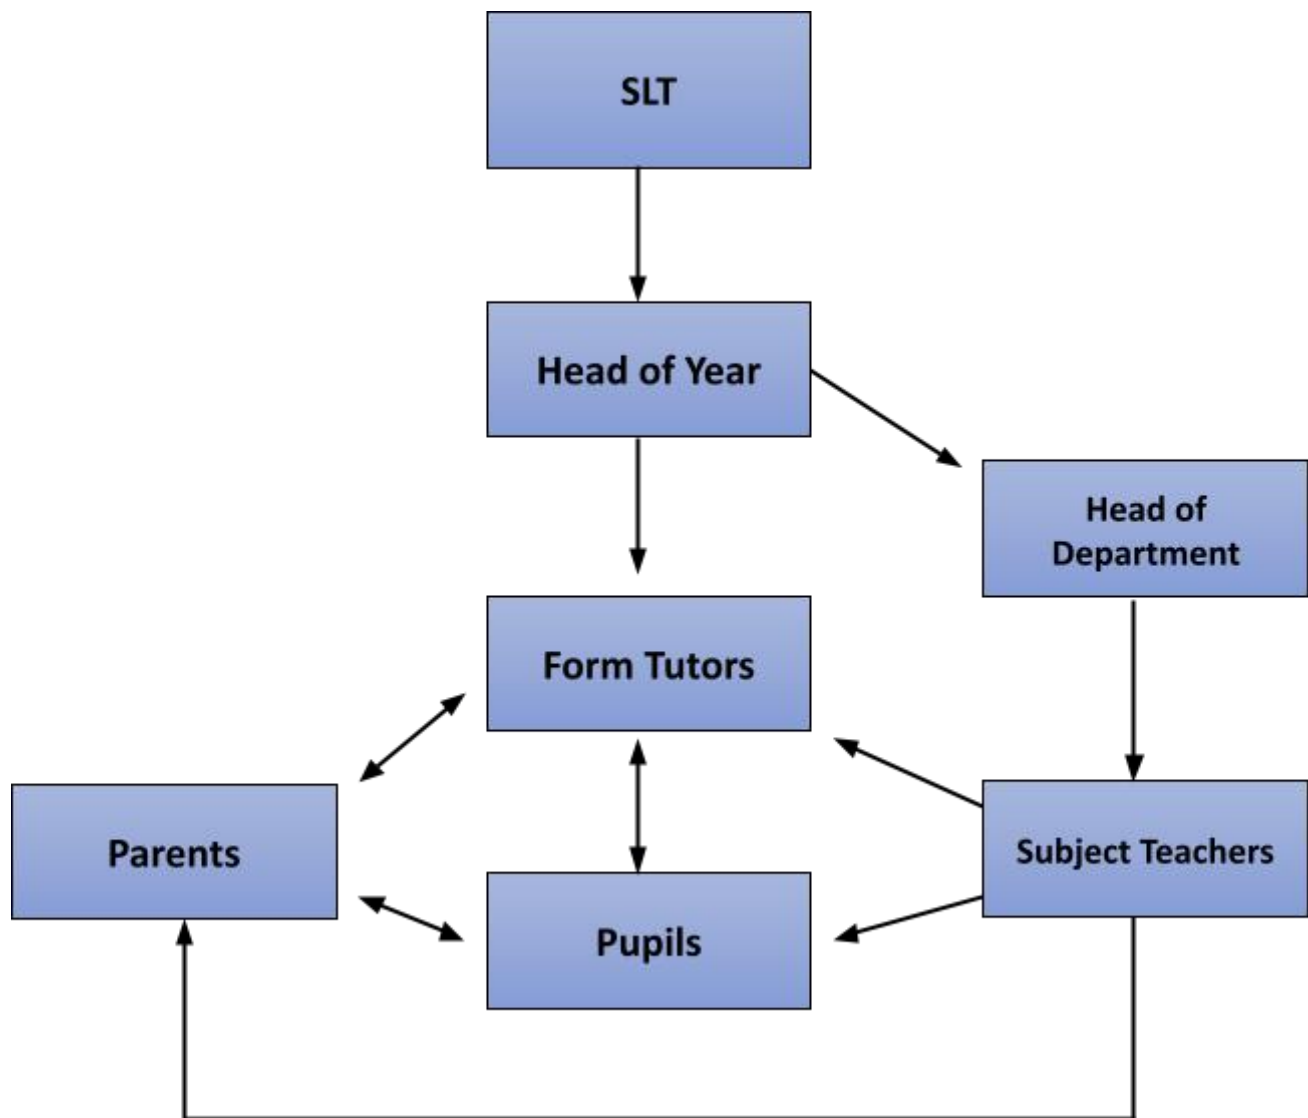 SLT
Head of Year
Head of
Department
Form Tutors
Parents
Subject Teachers
Pupils